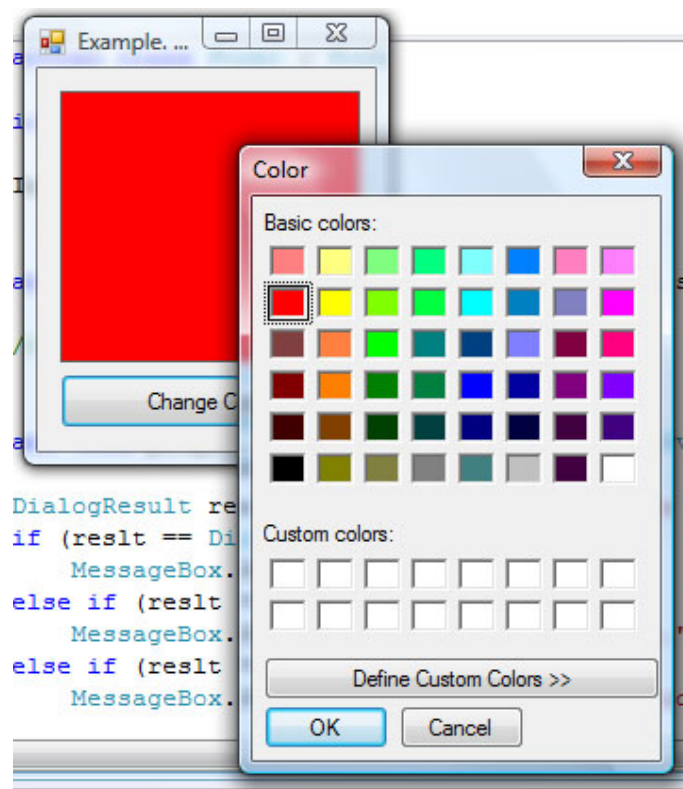 Example. ...
Color
Basic colors:
Change C
DialogResult re
if (reslt == Di
MessageBox.
else if (reslt
MessageBox.
else if (reslt
MessageBox.
Custom colors:
Define Custom Colors >>
OK
Cancel